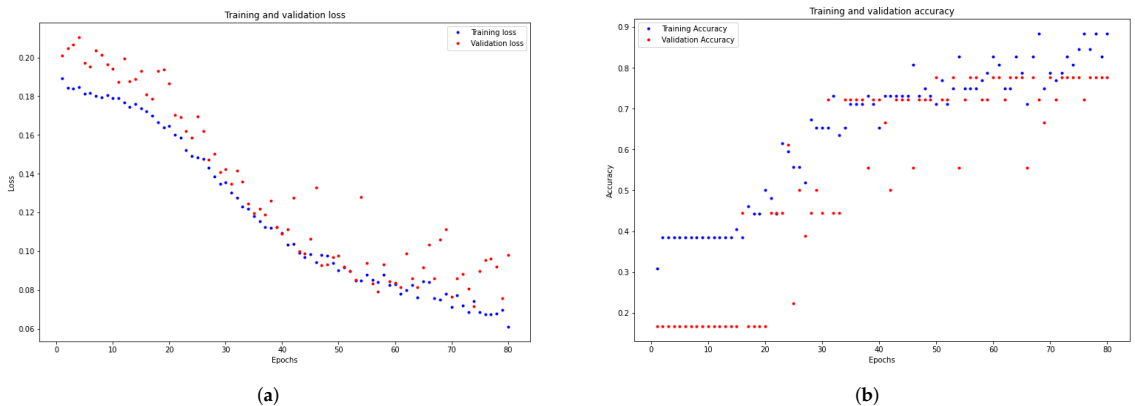 Training and validation loss
Training loss
Validation loss
0.20
0.18
0.16
0.14
0.12
0.10
0.08
0.06
Loss
0 10 20 30 40 50 60 70 80
Epochs
(a)
Training and validation accuracy
Training Accuracy
Validation Accuracy
0.9
0.8
0.7
0.6
0.5
0.4
0.3
0.2
Accuracy
0 10 20 30 40 50 60 70 80
Epochs
(b)